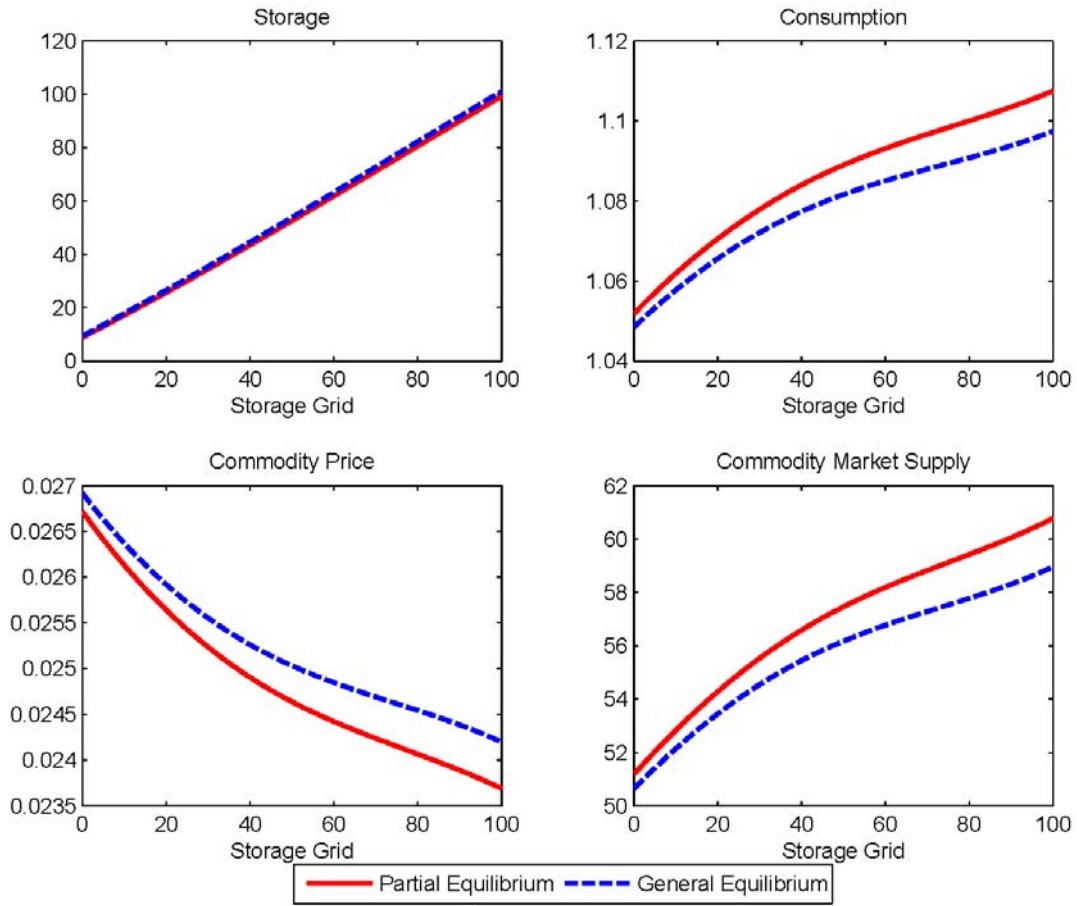 Storage
120
100
80
60
40
20
0
0 20 40 60 80 100
Storage Grid
Consumption
1.12
1.1
1.08
1.06
1.04
0 20 40 60 80 100
Storage Grid
Commodity Price
0.027
0.0265
0.026
0.0255
0.025
0.0245
0.024
0.0235
0 20 40 60 80 100
Storage Grid
Commodity Market Supply
62
60
58
56
54
52
50
0 20 40 60 80 100
Storage Grid
Partial Equilibrium General Equilibrium